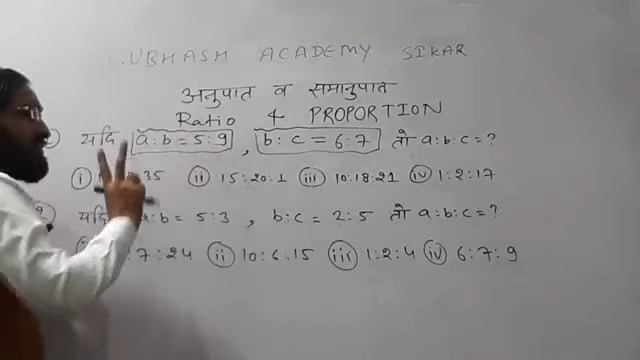 UBHASH ACADEMY SIKAR
अनुपात व समानुपात
Ratio & PROPORTION
यदि a:b=5:9, b:c=6:7 तो a:b:c=?
(i) 35 (ii) 15:20:1 (iii) 10:18:21 (iv) 1:2:17
यदि a:b= 5:3, b:c= 2:5 तो a:b:c=?
:7:24 (ii) 10:6:15 (iii) 1:2:4 (iv) 6:7:9